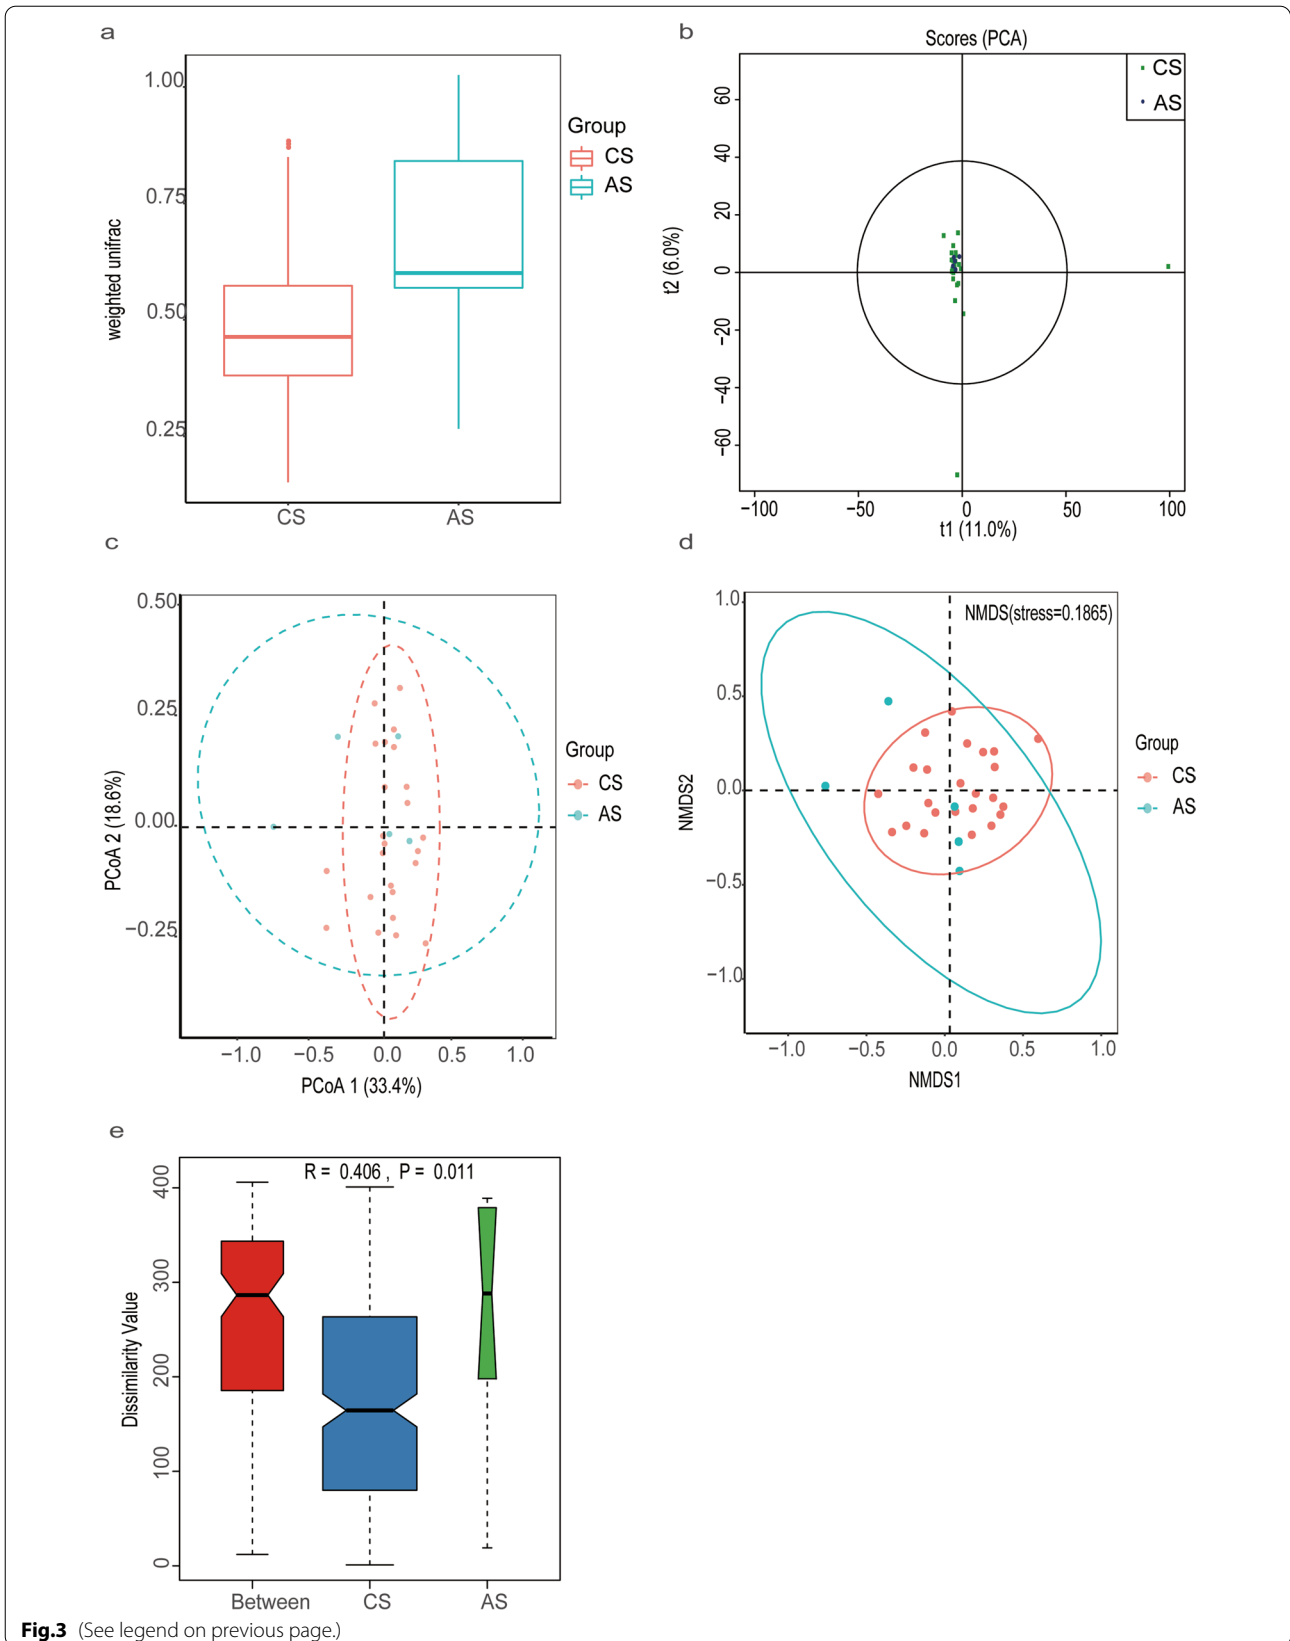 a
1.00
0.75
0.50
0.25
weighted unifrac
CS
AS
Group
CS
AS
b
Scores (PCA)
CS
AS
60
40
20
0
−20
−40
−60
t2 (6.0%)
−100
−50
0
50
100
t1 (11.0%)
c
0.50
0.25
0.00
−0.25
PCoA 2 (18.6%)
−1.0
−0.5
0.0
0.5
1.0
PCoA 1 (33.4%)
Group
CS
AS
d
NMDS(stress=0.1865)
1.0
0.5
0.0
−0.5
−1.0
NMDS2
−1.0
−0.5
0.0
0.5
1.0
NMDS1
Group
CS
AS
e
R = 0.406 , P = 0.011
400
300
200
100
0
Dissimilarity Value
Between
CS
AS
Fig.3 (See legend on previous page.)